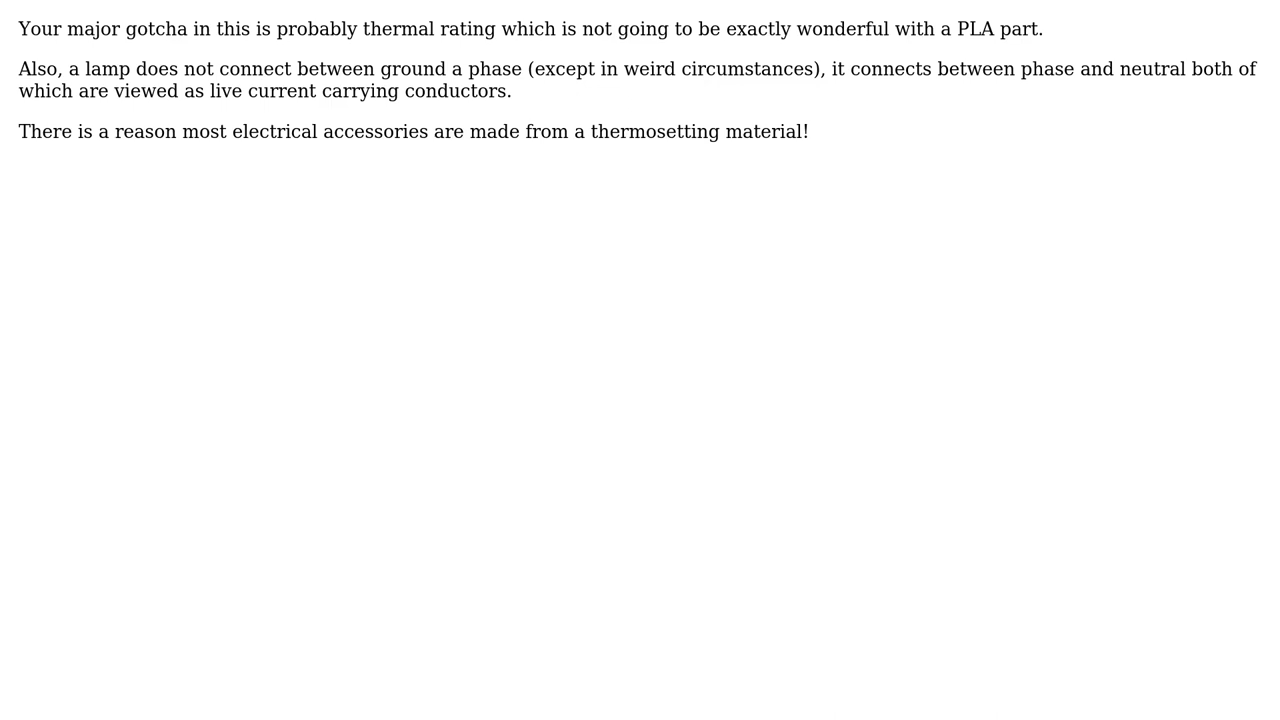 Your major gotcha in this is probably thermal rating which is not going to be exactly wonderful with a PLA part.
Also, a lamp does not connect between ground a phase (except in weird circumstances), it connects between phase and neutral both of
which are viewed as live current carrying conductors.
There is a reason most electrical accessories are made from a thermosetting material!